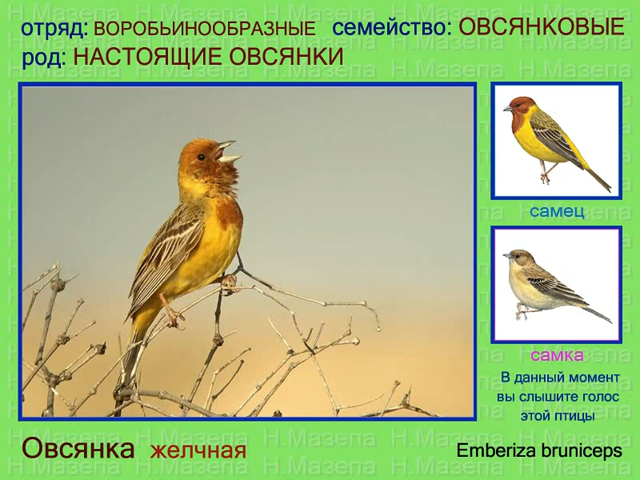 отряд: ВОРОБЬИНООБРАЗНЫЕ семейство: ОВСЯНКОВЫЕ
род: НАСТОЯЩИЕ ОВСЯНКИ
самец
самка
В данный момент
вы слышите голос
этой птицы
Овсянка желчная
Emberiza bruniceps
Н.Мазепа